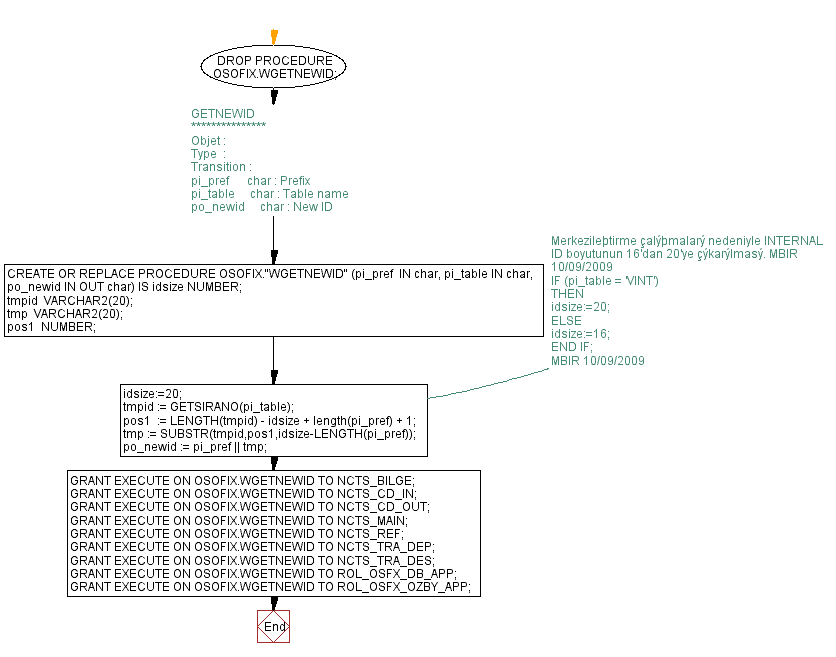 DROP PROCEDURE
OSOFIX.WGETNEWID;
GETNEWID
***************
Objet :
Type  :
Transition :
pi_pref     char : Prefix
pi_table    char : Table name
po_newid    char : New ID
CREATE OR REPLACE PROCEDURE OSOFIX."WGETNEWID" (pi_pref  IN char, pi_table IN char,
po_newid IN OUT char) IS idsize NUMBER;
tmpid  VARCHAR2(20);
tmp  VARCHAR2(20);
pos1  NUMBER;
Merkezileþtirme çalýþmalarý nedeniyle INTERNAL
ID boyutunun 16'dan 20'ye çýkarýlmasý. MBIR
10/09/2009
IF (pi_table = 'VINT')
THEN
idsize:=20;
ELSE
idsize:=16;
END IF;
MBIR 10/09/2009
idsize:=20;
tmpid := GETSIRANO(pi_table);
pos1  := LENGTH(tmpid) - idsize + length(pi_pref) + 1;
tmp := SUBSTR(tmpid,pos1,idsize-LENGTH(pi_pref));
po_newid := pi_pref || tmp;
GRANT EXECUTE ON OSOFIX.WGETNEWID TO NCTS_BILGE;
GRANT EXECUTE ON OSOFIX.WGETNEWID TO NCTS_CD_IN;
GRANT EXECUTE ON OSOFIX.WGETNEWID TO NCTS_CD_OUT;
GRANT EXECUTE ON OSOFIX.WGETNEWID TO NCTS_MAIN;
GRANT EXECUTE ON OSOFIX.WGETNEWID TO NCTS_REF;
GRANT EXECUTE ON OSOFIX.WGETNEWID TO NCTS_TRA_DEP;
GRANT EXECUTE ON OSOFIX.WGETNEWID TO NCTS_TRA_DES;
GRANT EXECUTE ON OSOFIX.WGETNEWID TO ROL_OSFX_DB_APP;
GRANT EXECUTE ON OSOFIX.WGETNEWID TO ROL_OSFX_OZBY_APP;
End